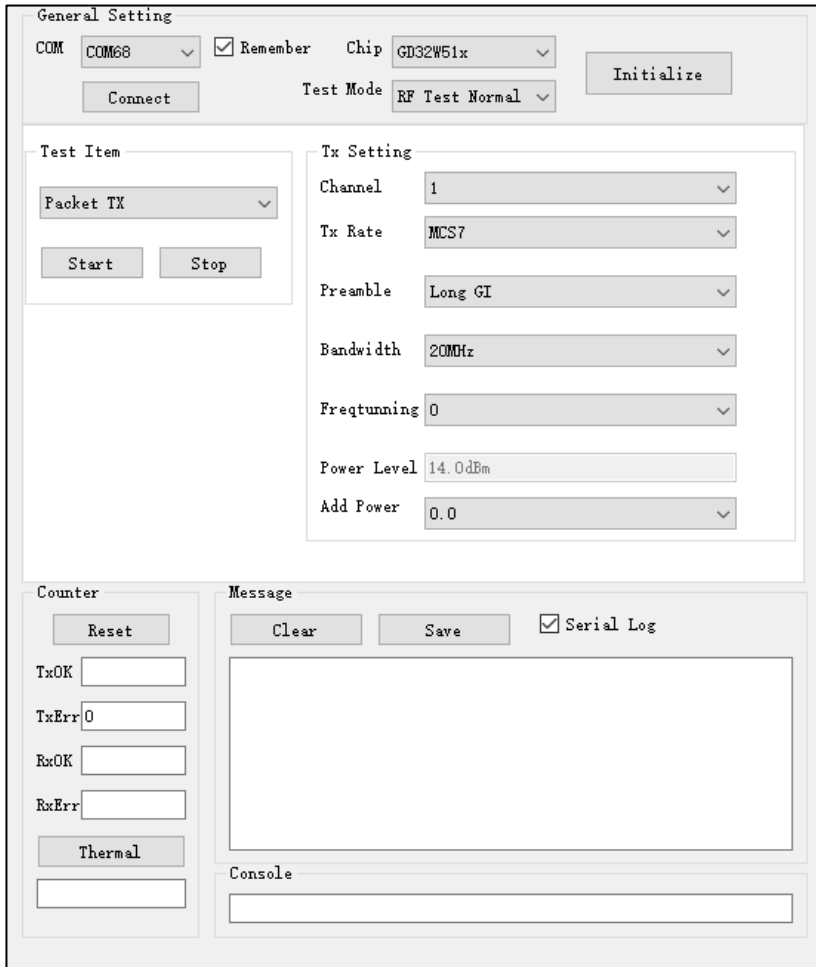 General Setting
COM COM68 Remember Chip GD32W51x Initialize
Connect Test Mode RF Test Normal
Test Item
Packet TX
Start Stop
Tx Setting
Channel 1
Tx Rate MCS7
Preamble Long GI
Bandwidth 20MHz
Freqtunning 0
Power Level 14.0dBm
Add Power 0.0
Counter
Reset
TxOK
TxErr 0
RxOK
RxErr
Thermal
Message
Clear Save Serial Log
Console